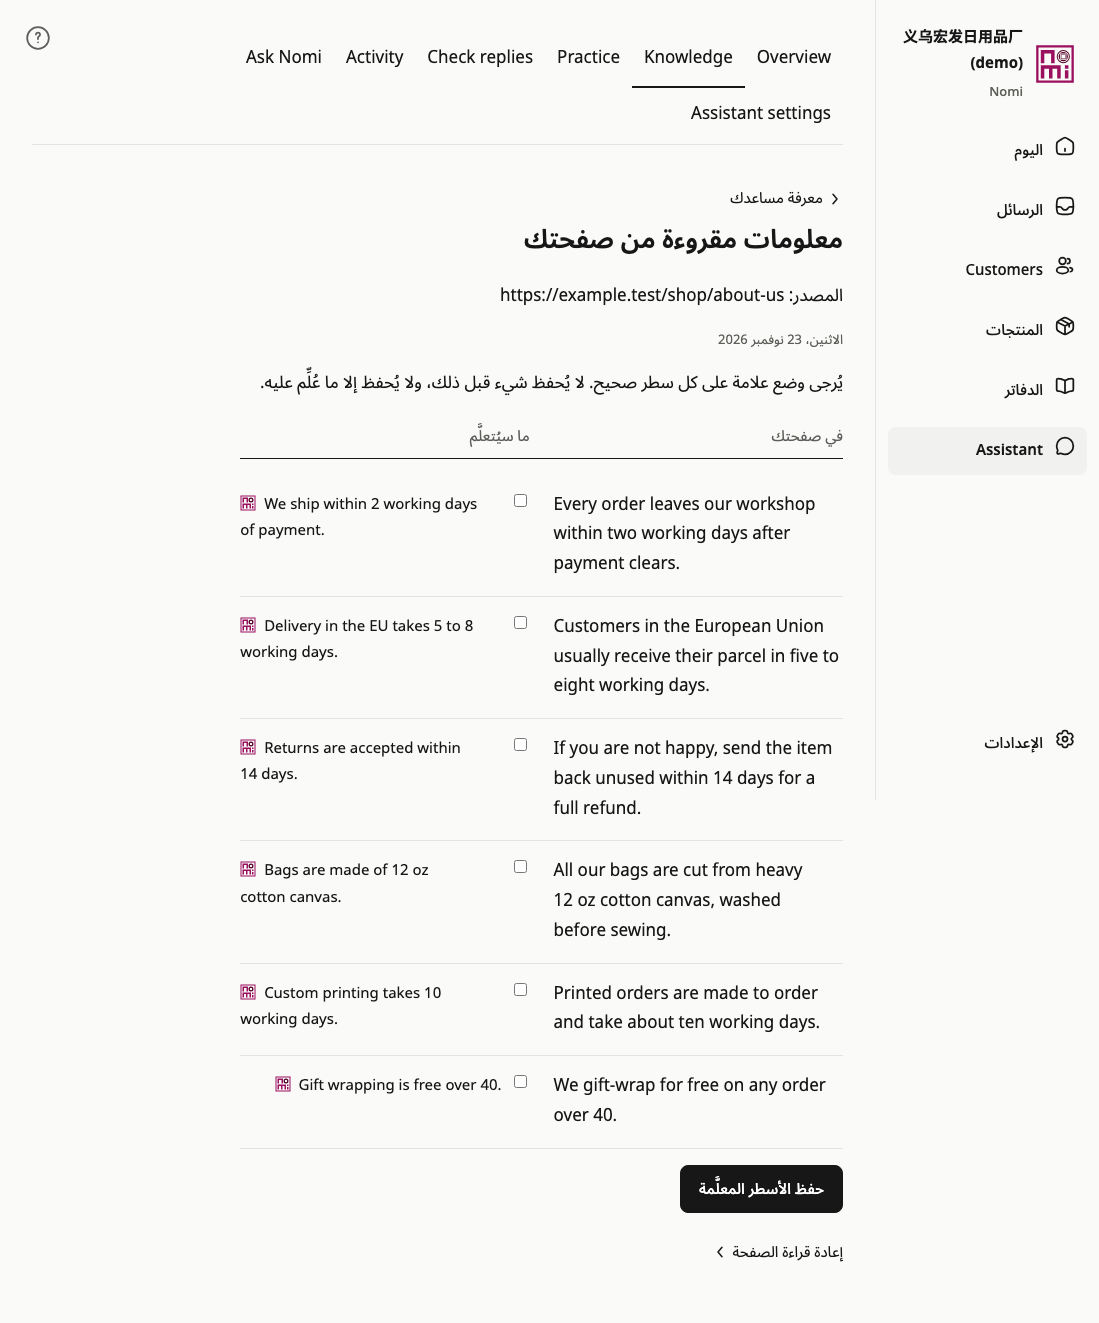 义乌宏发日用品厂
(demo)
Nomi
اليوم
الرسائل
Customers
المنتجات
الدفاتر
Assistant
الإعدادات
Overview
Knowledge
Practice
Check replies
Activity
Ask Nomi
Assistant settings
معرفة مساعدك
معلومات مقروءة من صفحتك
المصدر: https://example.test/shop/about-us
الاثنين، 23 نوفمبر 2026
يُرجى وضع علامة على كل سطر صحيح. لا يُحفظ شيء قبل ذلك، ولا يُحفظ إلا ما عُلِّم عليه.
في صفحتك
ما سيُتعلَّم
Every order leaves our workshop
within two working days after
payment clears.
We ship within 2 working days
of payment.
Customers in the European Union
usually receive their parcel in five to
eight working days.
Delivery in the EU takes 5 to 8
working days.
If you are not happy, send the item
back unused within 14 days for a
full refund.
Returns are accepted within
14 days.
All our bags are cut from heavy
12 oz cotton canvas, washed
before sewing.
Bags are made of 12 oz
cotton canvas.
Printed orders are made to order
and take about ten working days.
Custom printing takes 10
working days.
We gift-wrap for free on any order
over 40.
Gift wrapping is free over 40.
حفظ الأسطر المعلَّمة
إعادة قراءة الصفحة